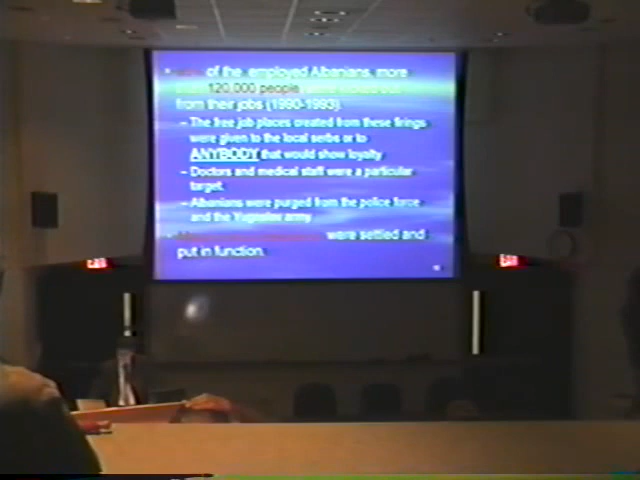 of the employed Albanians, more
120,000 people
from their jobs (1990-1993).
– The free job places created from these firings
were given to the local serbs or to
ANYBODY that would show loyalty
– Doctors and medical staff were a particular
target.
– Albanians were purged from the police force
and the Yugoslav army
were settled and
put in function.